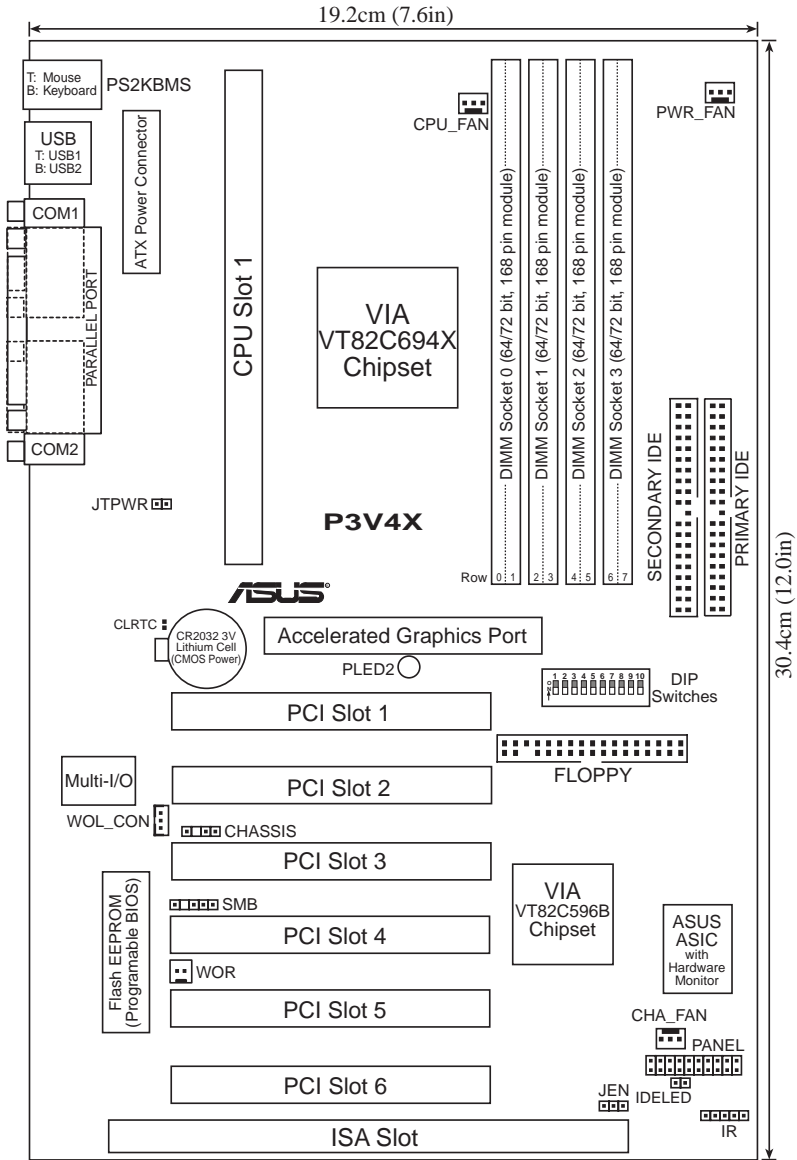 19.2cm (7.6in)
T: Mouse
B: Keyboard
PS2KBMS
USB
T: USB1
B: USB2
ATX Power Connector
COM1
PARALLEL PORT
COM2
JTPWR
CPU Slot 1
CPU_FAN
PWR_FAN
VIA
VT82C694X
Chipset
DIMM Socket 0 (64/72 bit, 168 pin module)
DIMM Socket 1 (64/72 bit, 168 pin module)
DIMM Socket 2 (64/72 bit, 168 pin module)
DIMM Socket 3 (64/72 bit, 168 pin module)
SECONDARY IDE
PRIMARY IDE
30.4cm (12.0in)
P3V4X
Row 0 1 2 3 4 5 6 7
ASUS
CLRTC
CR2032 3V
Lithium Cell
(CMOS Power)
Accelerated Graphics Port
PLED2
1 2 3 4 5 6 7 8 9 10
ON
DIP
Switches
PCI Slot 1
FLOPPY
Multi-I/O
PCI Slot 2
WOL_CON
CHASSIS
PCI Slot 3
VIA
VT82C596B
Chipset
Flash EEPROM
(Programable BIOS)
SMB
PCI Slot 4
ASUS
ASIC
with
Hardware
Monitor
WOR
PCI Slot 5
CHA_FAN
PANEL
PCI Slot 6
JEN
IDELED
IR
ISA Slot